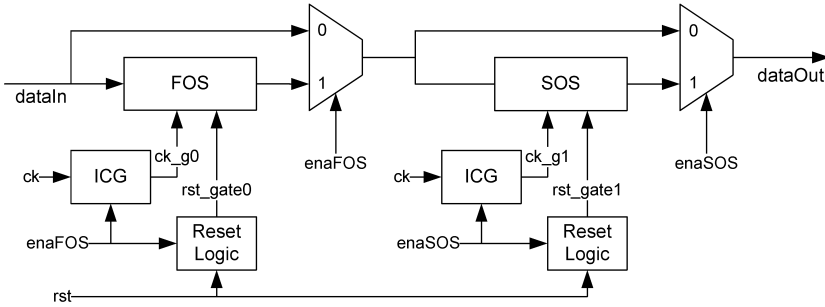 0
FOS
1
dataIn
ck_g0
enaFOS
ck
ICG
rst_gate0
enaFOS
Reset
Logic
rst
0
SOS
1
dataOut
ck_g1
enaSOS
ck
ICG
rst_gate1
enaSOS
Reset
Logic